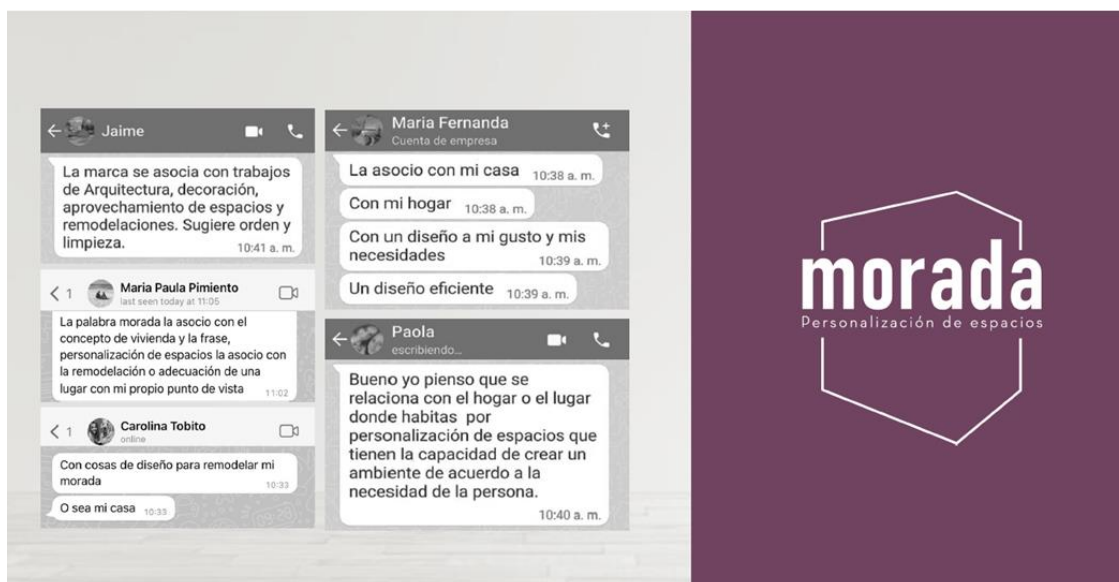 Jaime
La marca se asocia con trabajos
de Arquitectura, decoración,
aprovechamiento de espacios y
remodelaciones. Sugiere orden y
limpieza. 10:41 a. m.
1 Maria Paula Pimiento
last seen today at 11:05
La palabra morada la asocio con el
concepto de vivienda y la frase,
personalización de espacios la asocio con
la remodelación o adecuación de una
lugar con mi propio punto de vista 11:02
1 Carolina Tobito
online
Con cosas de diseño para remodelar mi
morada 10:33
O sea mi casa 10:33
Maria Fernanda
Cuenta de empresa
La asocio con mi casa 10:38 a. m.
Con mi hogar 10:38 a. m.
Con un diseño a mi gusto y mis
necesidades 10:39 a. m.
Un diseño eficiente 10:39 a. m.
Paola
escribiendo...
Bueno yo pienso que se
relaciona con el hogar o el lugar
donde habitas por
personalización de espacios que
tienen la capacidad de crear un
ambiente de acuerdo a la
necesidad de la persona.
10:40 a. m.
morada
Personalización de espacios